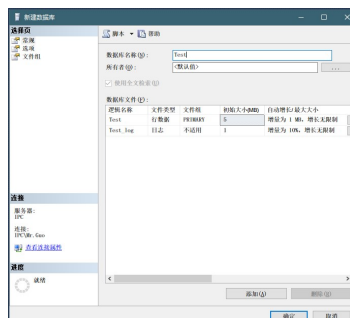 新建数据库
选择页
常规
选项
文件组
脚本 帮助
数据库名称(N): Test
所有者(O): <默认值> ...
使用全文检索(U)
数据库文件(F):
逻辑名称 文件类型 文件组 初始大小(MB) 自动增长/最大大小
Test 行数据 PRIMARY 5 增量为 1 MB，增长无限制
Test_log 日志 不适用 1 增量为 10%，增长无限制
连接
服务器:
IPC
连接:
IPC\Mr.Guo
查看连接属性
进度
就绪
添加(A) 删除(R)
确定 取消